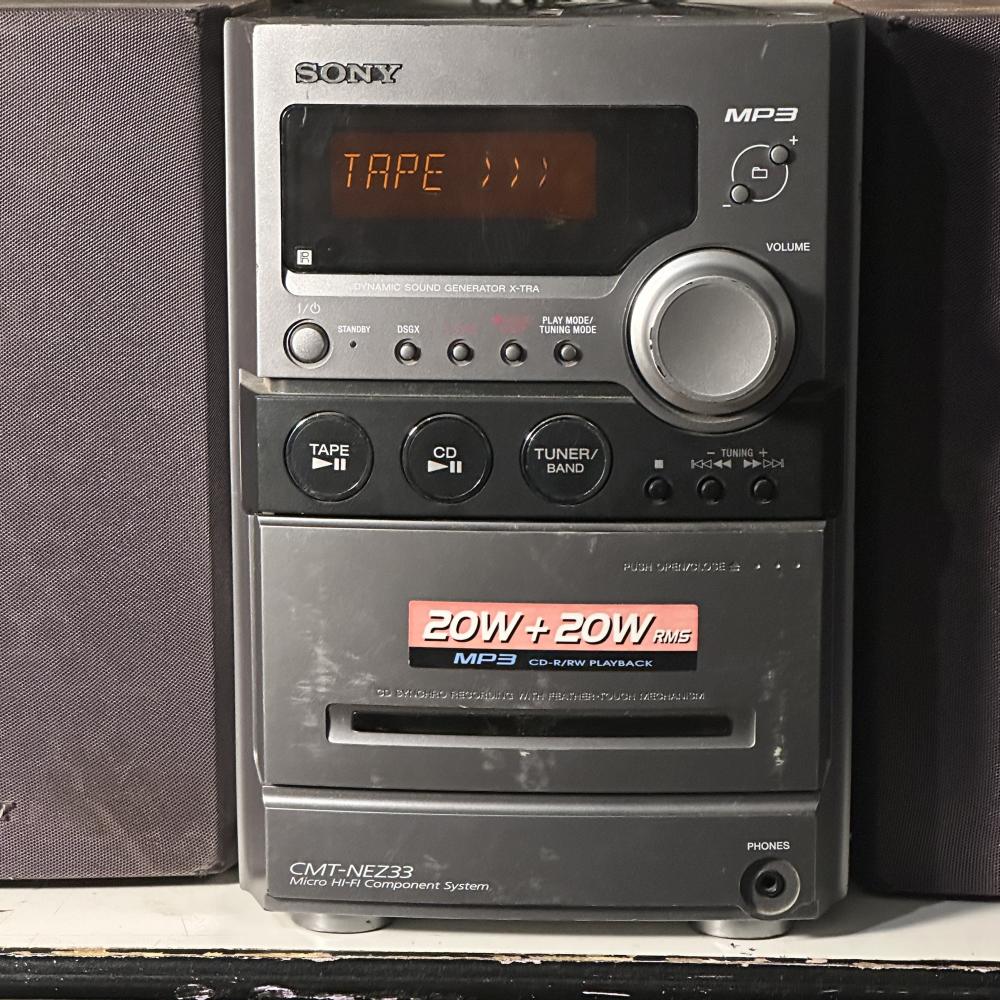 SONY
MP3
TAPE >>>
+
-
VOLUME
DYNAMIC SOUND GENERATOR X-TRA
I/⏻
STANDBY
DSGX
PLAY MODE/
TUNING MODE
TAPE
CD
TUNER/
BAND
- TUNING +
PUSH OPEN/CLOSE
20W + 20W RMS
MP3 CD-R/RW PLAYBACK
CD SYNCHRO RECORDING WITH FEATHER-TOUCH MECHANISM
PHONES
CMT-NEZ33
Micro HI-FI Component System